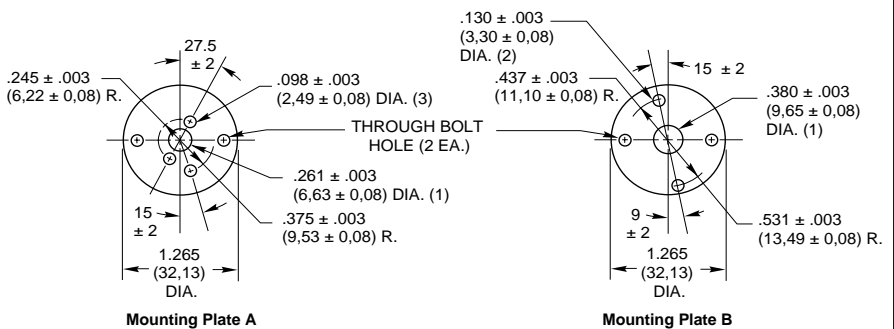 27.5
± 2
.245 ± .003
(6,22 ± 0,08) R.
.098 ± .003
(2,49 ± 0,08) DIA. (3)
THROUGH BOLT
HOLE (2 EA.)
.261 ± .003
(6,63 ± 0,08) DIA. (1)
.375 ± .003
(9,53 ± 0,08) R.
15
± 2
1.265
(32,13)
DIA.
Mounting Plate A
.130 ± .003
(3,30 ± 0,08)
DIA. (2)
15 ± 2
.437 ± .003
(11,10 ± 0,08) R.
.380 ± .003
(9,65 ± 0,08)
DIA. (1)
9
± 2
.531 ± .003
(13,49 ± 0,08) R.
1.265
(32,13)
DIA.
Mounting Plate B